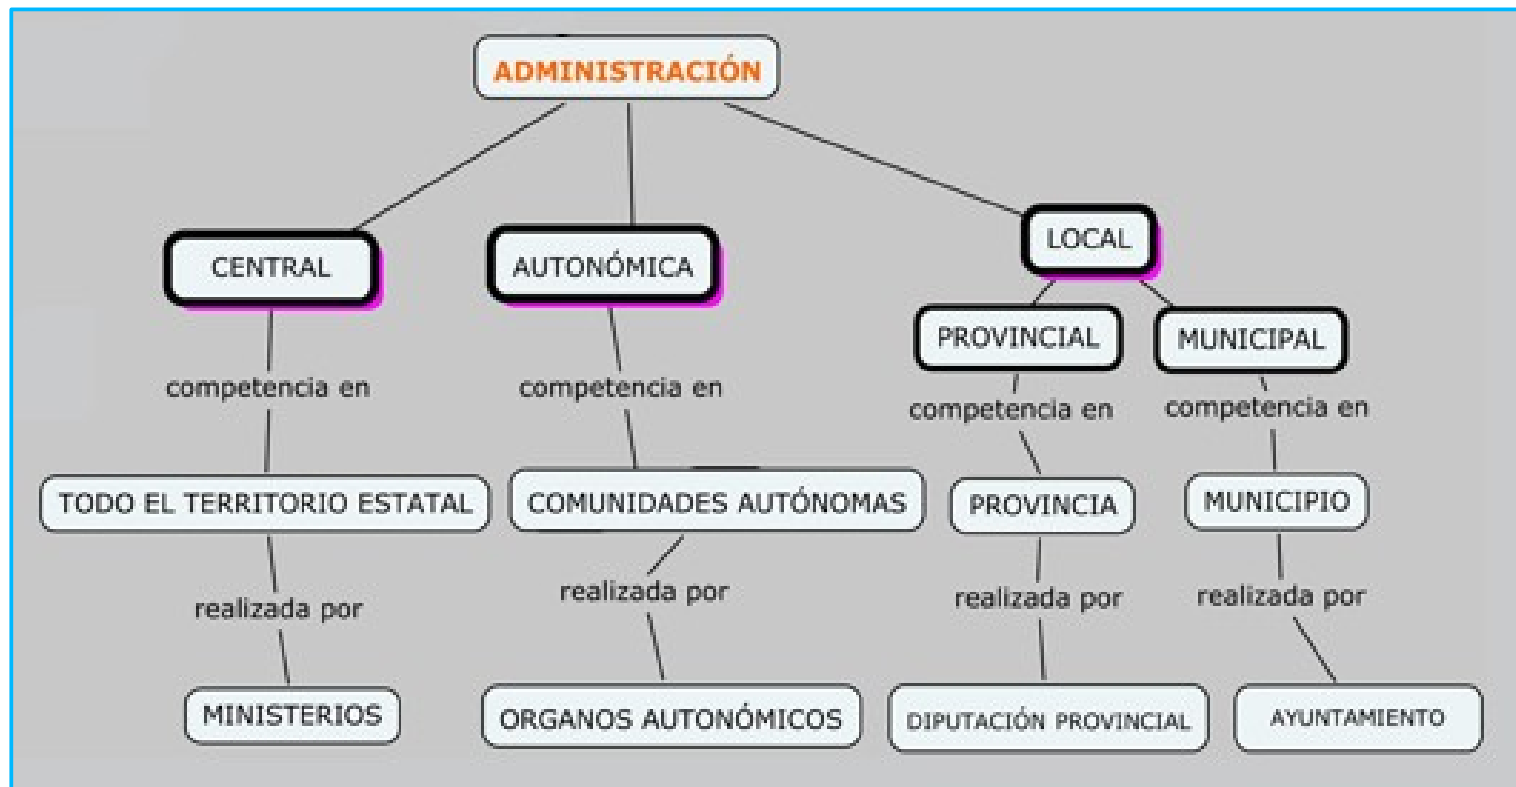 ADMINISTRACIÓN
CENTRAL
AUTONÓMICA
LOCAL
PROVINCIAL
MUNICIPAL
competencia en
competencia en
competencia en
competencia en
TODO EL TERRITORIO ESTATAL
COMUNIDADES AUTÓNOMAS
PROVINCIA
MUNICIPIO
realizada por
realizada por
realizada por
realizada por
MINISTERIOS
ORGANOS AUTONÓMICOS
DIPUTACIÓN PROVINCIAL
AYUNTAMIENTO